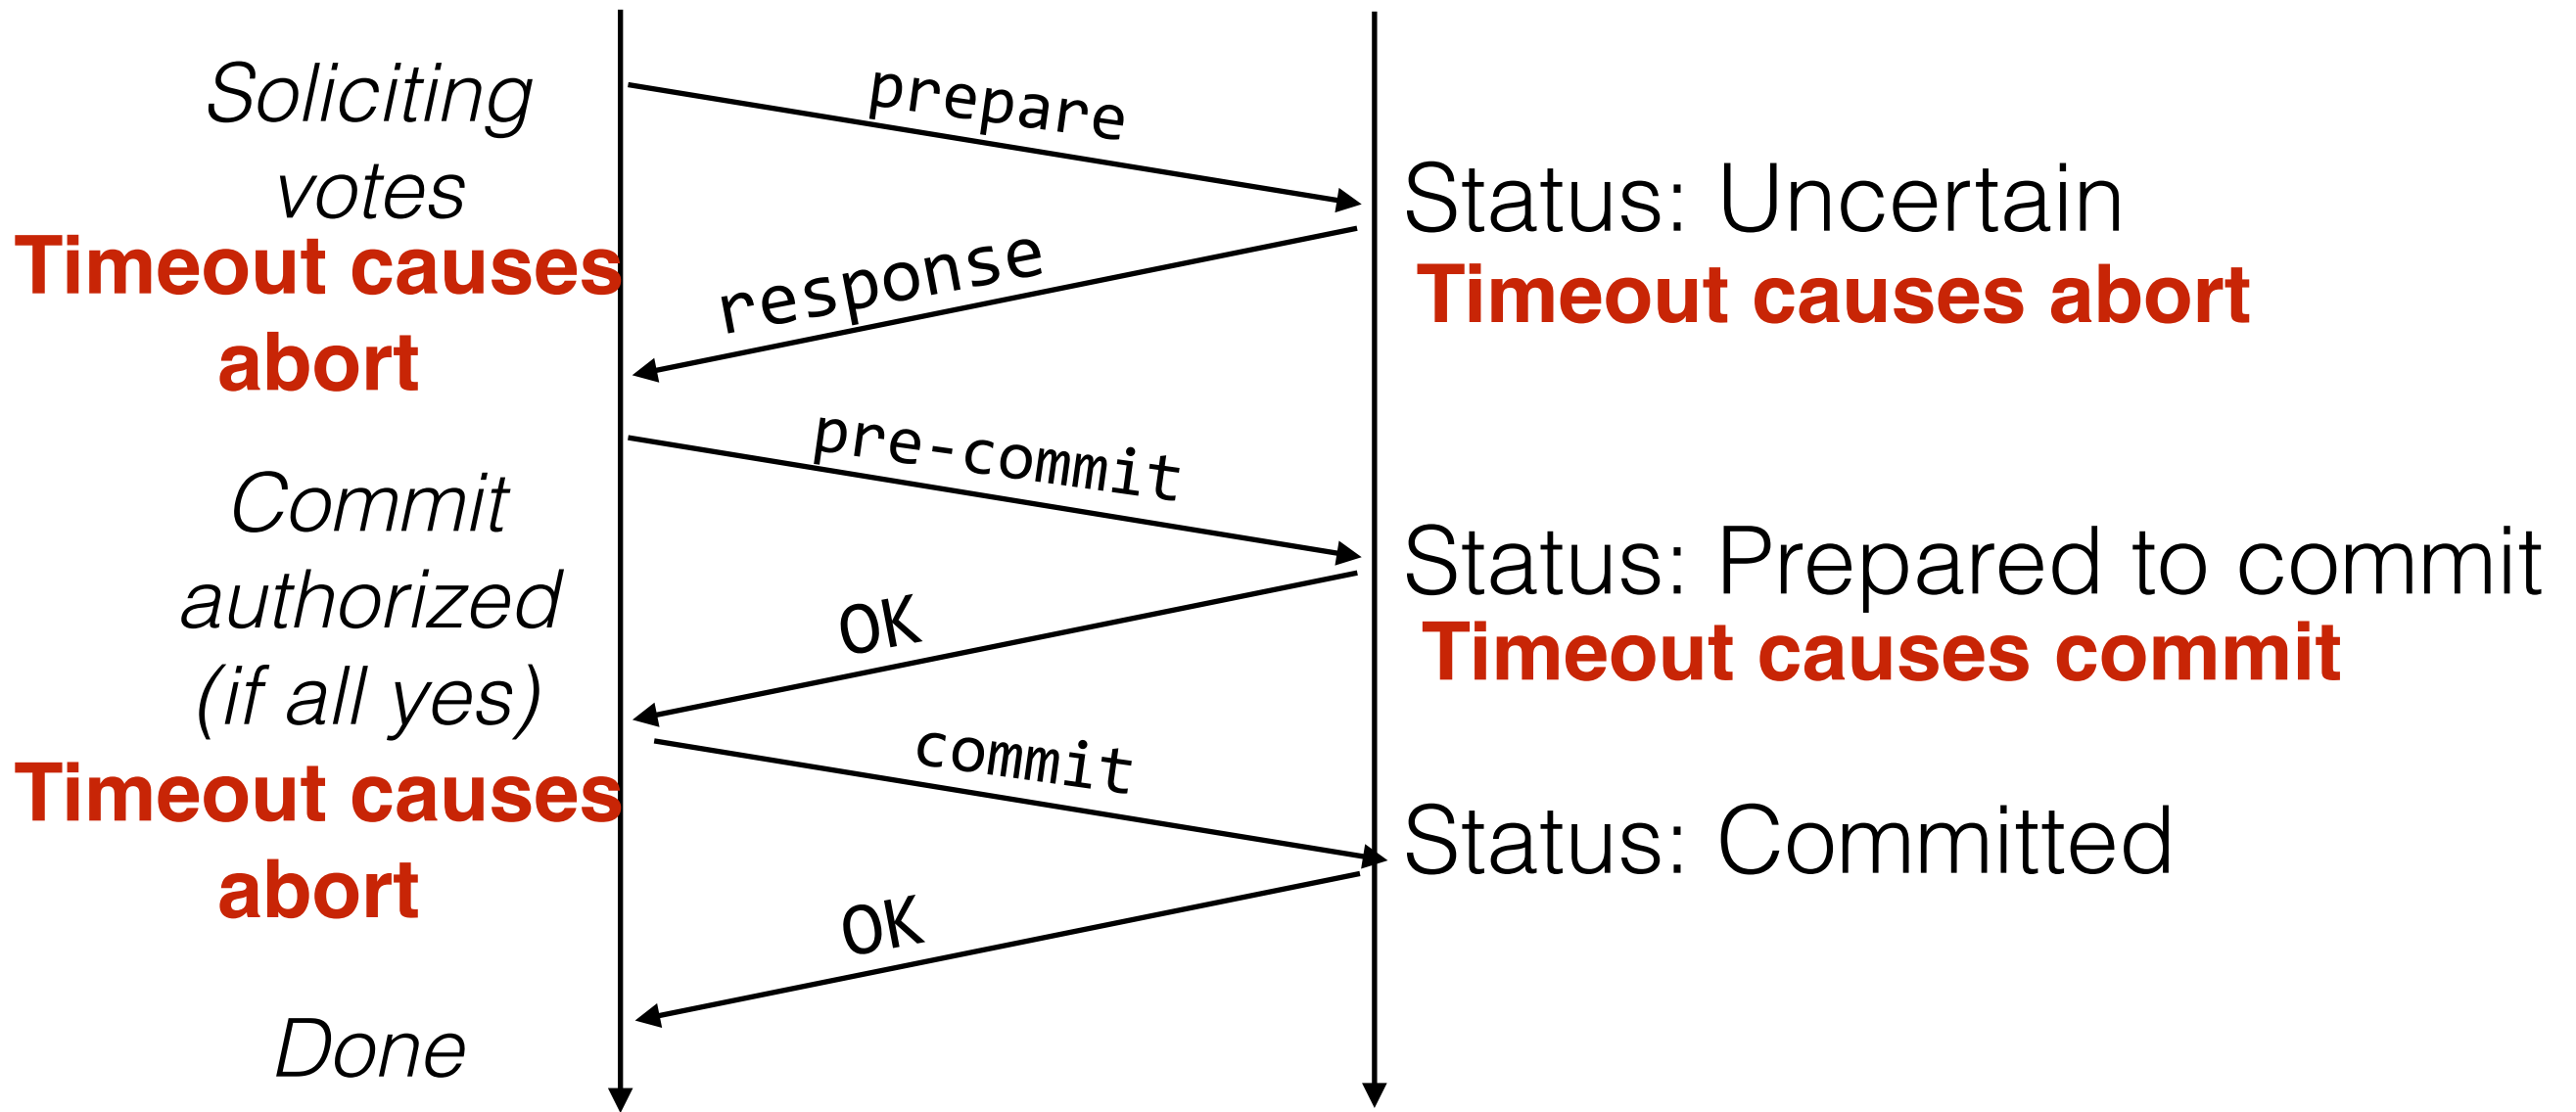 Soliciting
votes
Timeout causes
abort
prepare
Status: Uncertain
Timeout causes abort
response
pre-commit
Commit
authorized
(if all yes)
Timeout causes
abort
Status: Prepared to commit
Timeout causes commit
OK
commit
Status: Committed
OK
Done